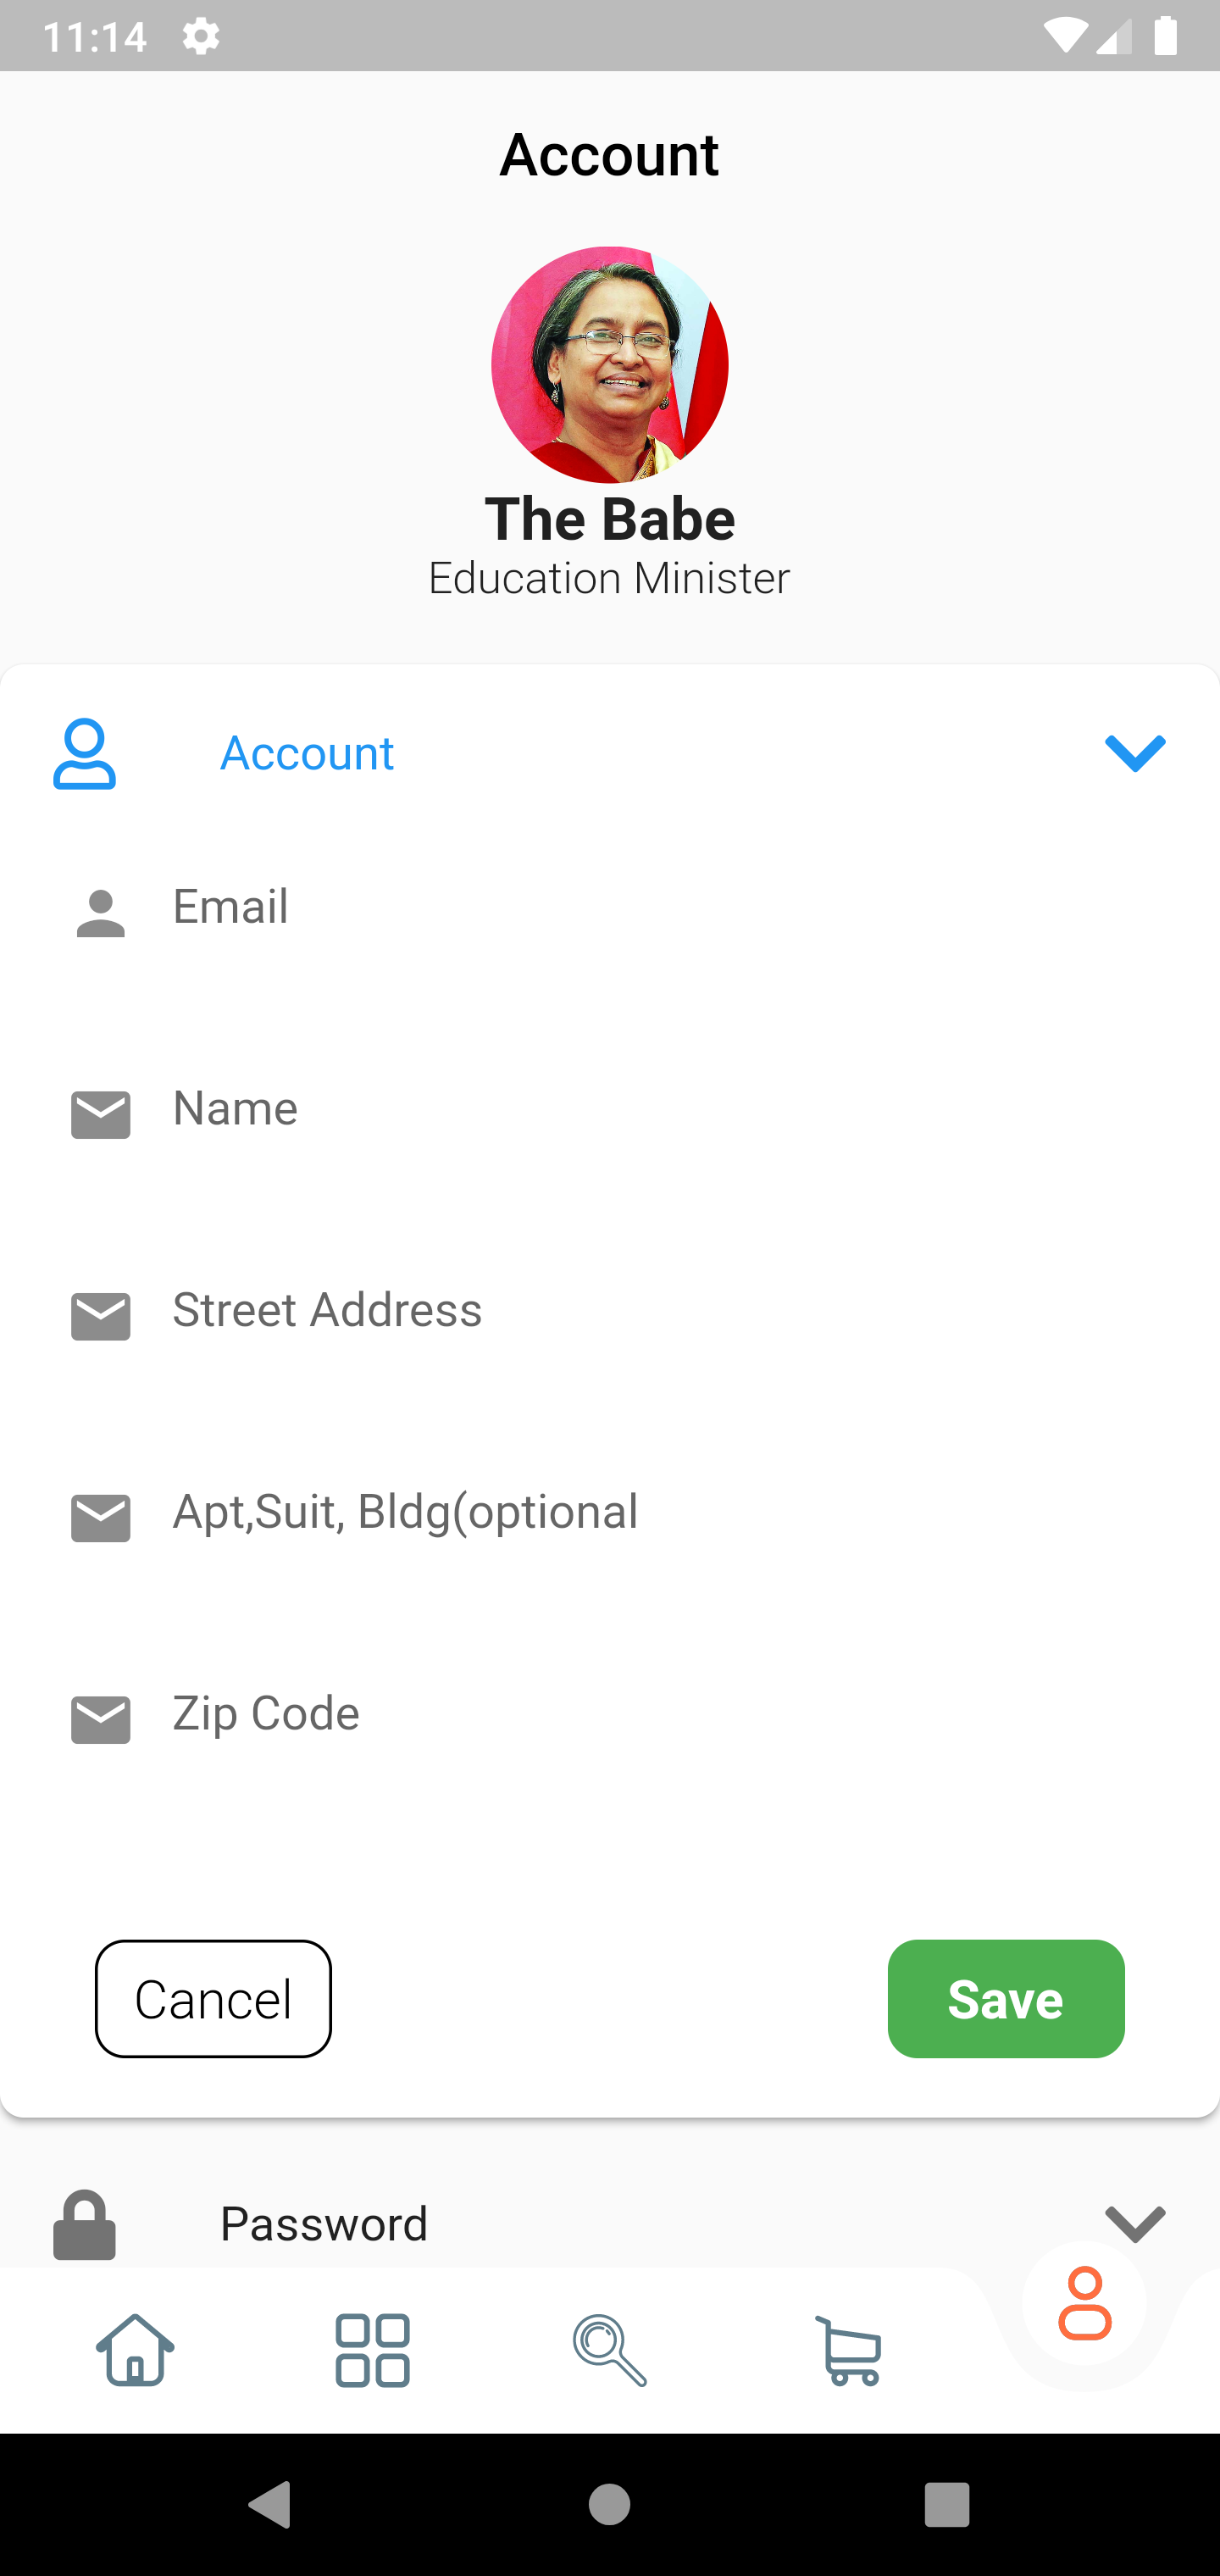 11:14
Account
The Babe
Education Minister
Account
Email
Name
Street Address
Apt,Suit, Bldg(optional
Zip Code
Cancel
Save
Password